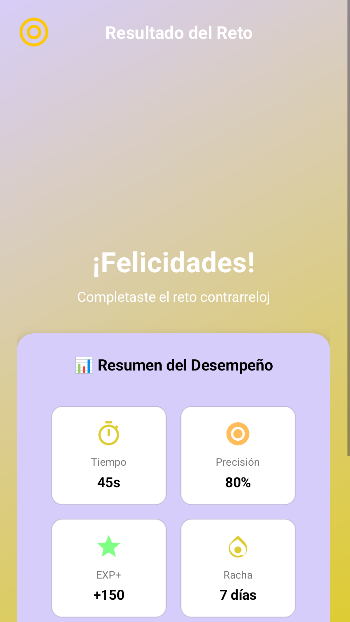 Resultado del Reto
¡Felicidades!
Completaste el reto contrarreloj
📊 Resumen del Desempeño
Tiempo
45s
Precisión
80%
EXP+
+150
Racha
7 días